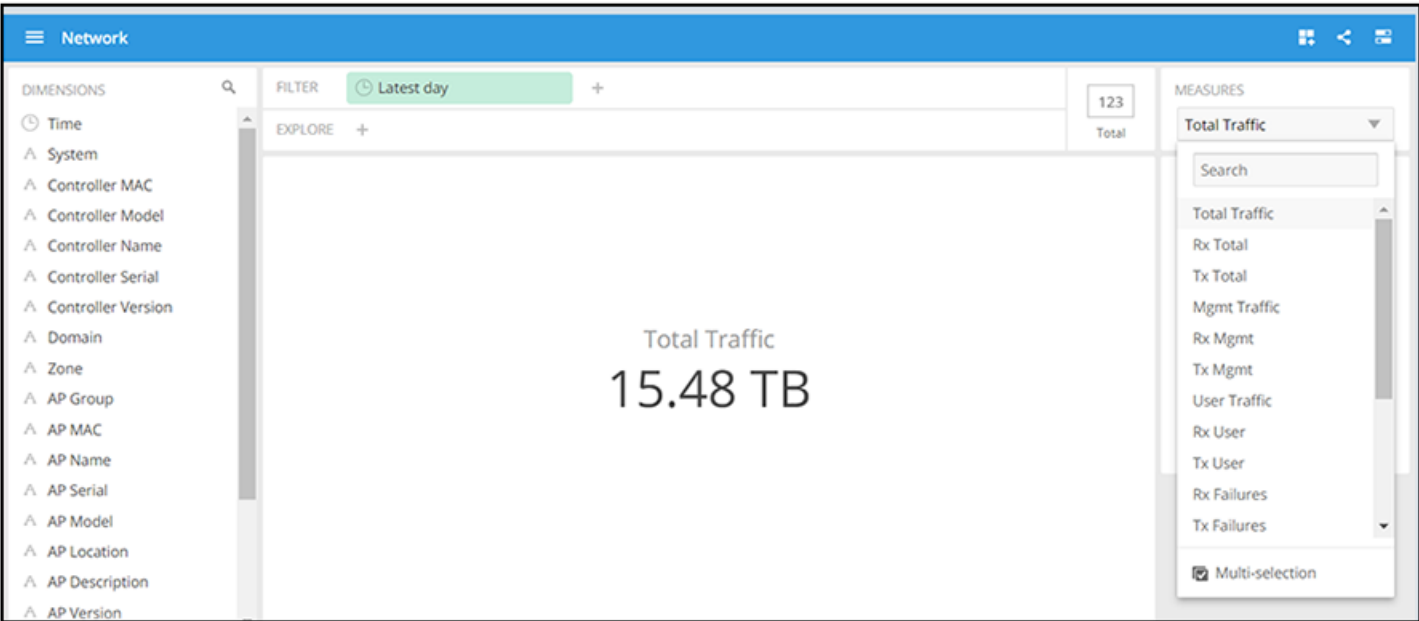 Network
DIMENSIONS
Time
System
Controller MAC
Controller Model
Controller Name
Controller Serial
Controller Version
Domain
Zone
AP Group
AP MAC
AP Name
AP Serial
AP Model
AP Location
AP Description
AP Version
FILTER Latest day +
EXPLORE +
123
Total
Total Traffic
15.48 TB
MEASURES
Total Traffic
Search
Total Traffic
Rx Total
Tx Total
Mgmt Traffic
Rx Mgmt
Tx Mgmt
User Traffic
Rx User
Tx User
Rx Failures
Tx Failures
Multi-selection